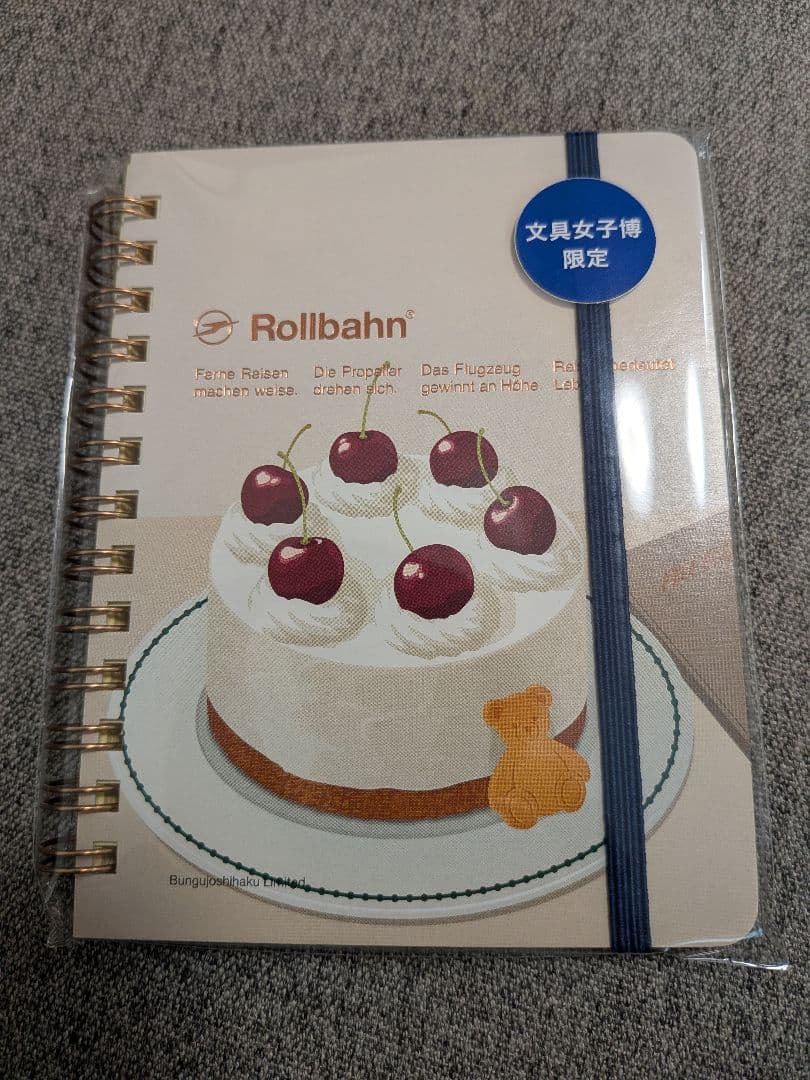 文具女子博
限定
Rollbahn®
Ferne Reisen
machen weise.
Die Propeller
drehen sich.
Das Flugzeug
gewinnt an Höhe.
bedeutet
Bungujoshihaku Limited